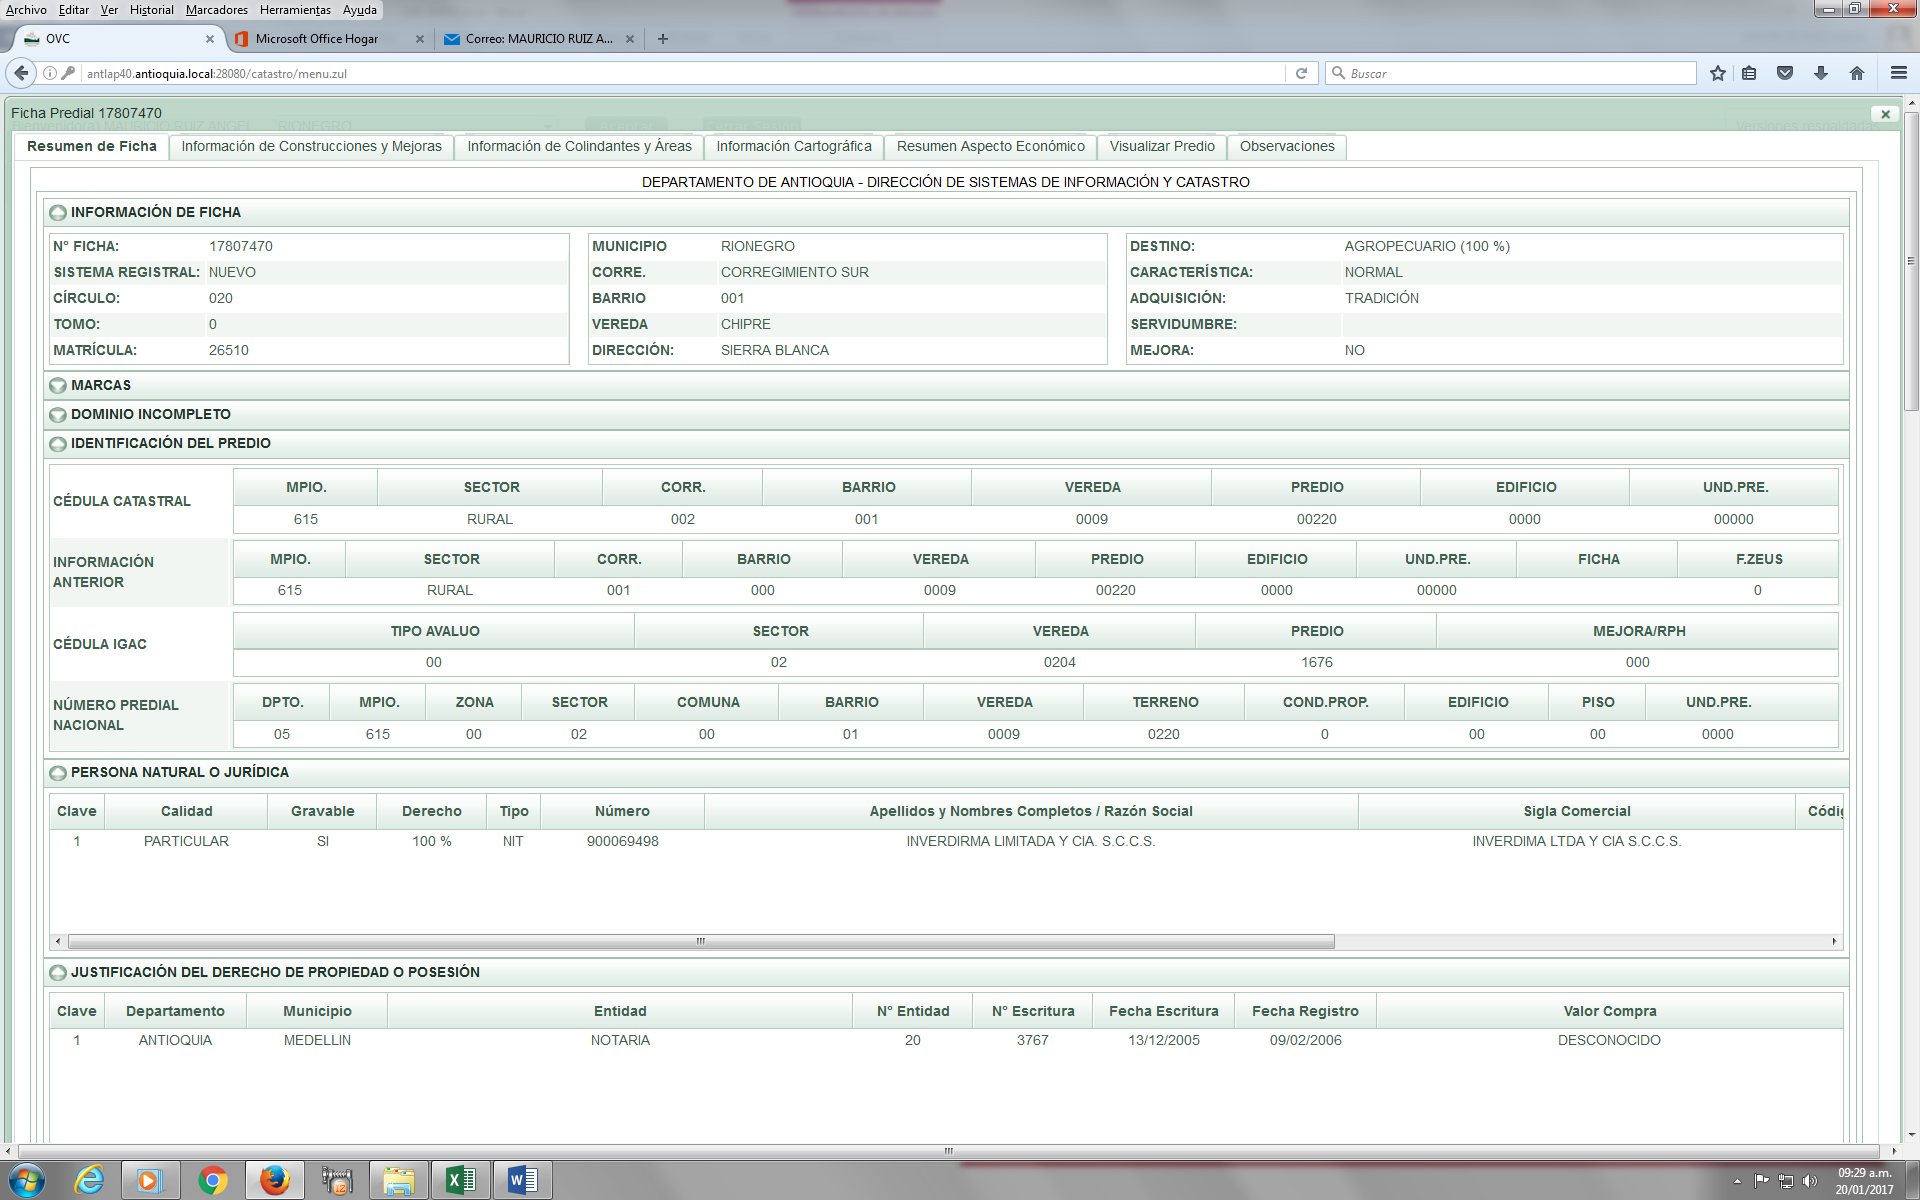 Archivo Editar Ver Historial Marcadores Herramientas Ayuda
OVC Microsoft Office Hogar Correo: MAURICIO RUIZ A...
antlap40.antioquia.local:28080/catastro/menu.zul Buscar
Ficha Predial 17807470
Resumen de Ficha Información de Construcciones y Mejoras Información de Colindantes y Áreas Información Cartográfica Resumen Aspecto Económico Visualizar Predio Observaciones
DEPARTAMENTO DE ANTIOQUIA - DIRECCIÓN DE SISTEMAS DE INFORMACIÓN Y CATASTRO
INFORMACIÓN DE FICHA
N° FICHA: 17807470 MUNICIPIO RIONEGRO DESTINO: AGROPECUARIO (100 %)
SISTEMA REGISTRAL: NUEVO CORRE. CORREGIMIENTO SUR CARACTERÍSTICA: NORMAL
CÍRCULO: 020 BARRIO 001 ADQUISICIÓN: TRADICIÓN
TOMO: 0 VEREDA CHIPRE SERVIDUMBRE:
MATRÍCULA: 26510 DIRECCIÓN: SIERRA BLANCA MEJORA: NO
MARCAS
DOMINIO INCOMPLETO
IDENTIFICACIÓN DEL PREDIO
CÉDULA CATASTRAL
MPIO. SECTOR CORR. BARRIO VEREDA PREDIO EDIFICIO UND.PRE.
615 RURAL 002 001 0009 00220 0000 00000
INFORMACIÓN ANTERIOR
MPIO. SECTOR CORR. BARRIO VEREDA PREDIO EDIFICIO UND.PRE. FICHA F.ZEUS
615 RURAL 001 000 0009 00220 0000 00000 0
CÉDULA IGAC
TIPO AVALUO SECTOR VEREDA PREDIO MEJORA/RPH
00 02 0204 1676 000
NÚMERO PREDIAL NACIONAL
DPTO. MPIO. ZONA SECTOR COMUNA BARRIO VEREDA TERRENO COND.PROP. EDIFICIO PISO UND.PRE.
05 615 00 02 00 01 0009 0220 0 00 00 0000
PERSONA NATURAL O JURÍDICA
Clave Calidad Gravable Derecho Tipo Número Apellidos y Nombres Completos / Razón Social Sigla Comercial Códig
1 PARTICULAR SI 100 % NIT 900069498 INVERDIRMA LIMITADA Y CIA. S.C.C.S. INVERDIMA LTDA Y CIA S.C.C.S.
JUSTIFICACIÓN DEL DERECHO DE PROPIEDAD O POSESIÓN
Clave Departamento Municipio Entidad N° Entidad N° Escritura Fecha Escritura Fecha Registro Valor Compra
1 ANTIOQUIA MEDELLIN NOTARIA 20 3767 13/12/2005 09/02/2006 DESCONOCIDO
09:29 a.m.
20/01/2017